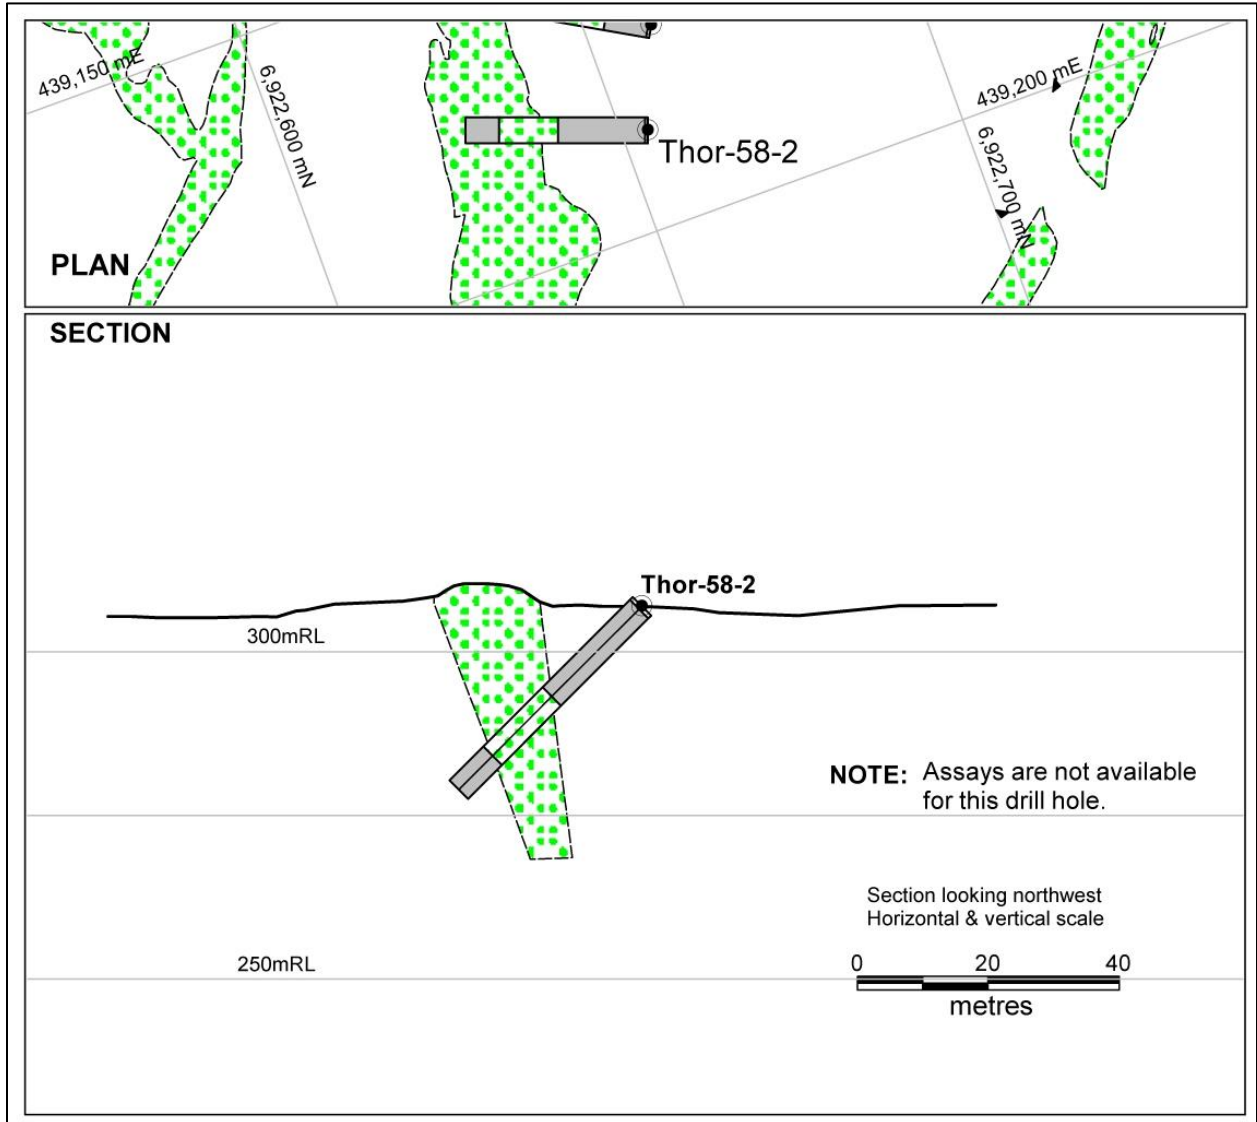 439,150 mE
6,922,600 mN
Thor-58-2
439,200 mE
6,922,700 mN
PLAN
SECTION
Thor-58-2
300mRL
NOTE: Assays are not available
for this drill hole.
Section looking northwest
Horizontal & vertical scale
250mRL
0 20 40
metres